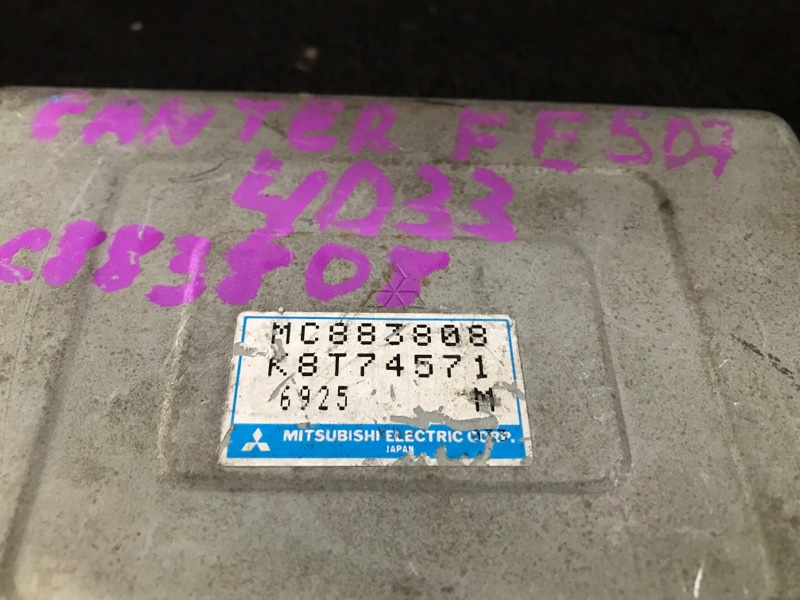 CANTER FE507
4D33
C883808
MC883808
K8T74571
6925 M
MITSUBISHI ELECTRIC CORP.
JAPAN